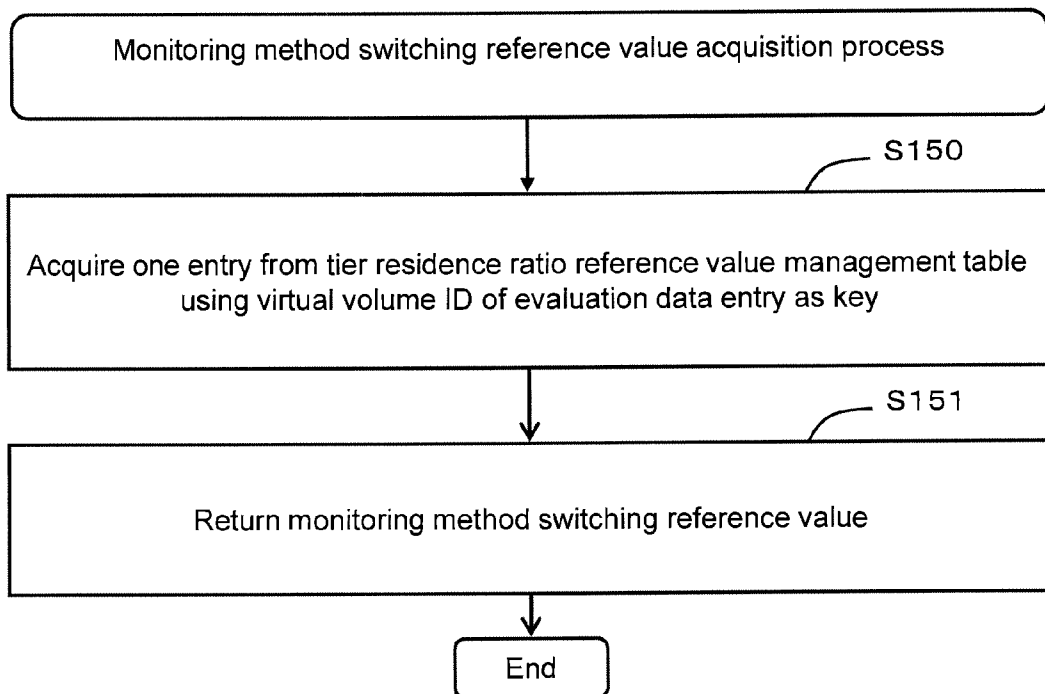 Monitoring method switching reference value acquisition process
S150
Acquire one entry from tier residence ratio reference value management table
using virtual volume ID of evaluation data entry as key
S151
Return monitoring method switching reference value
End